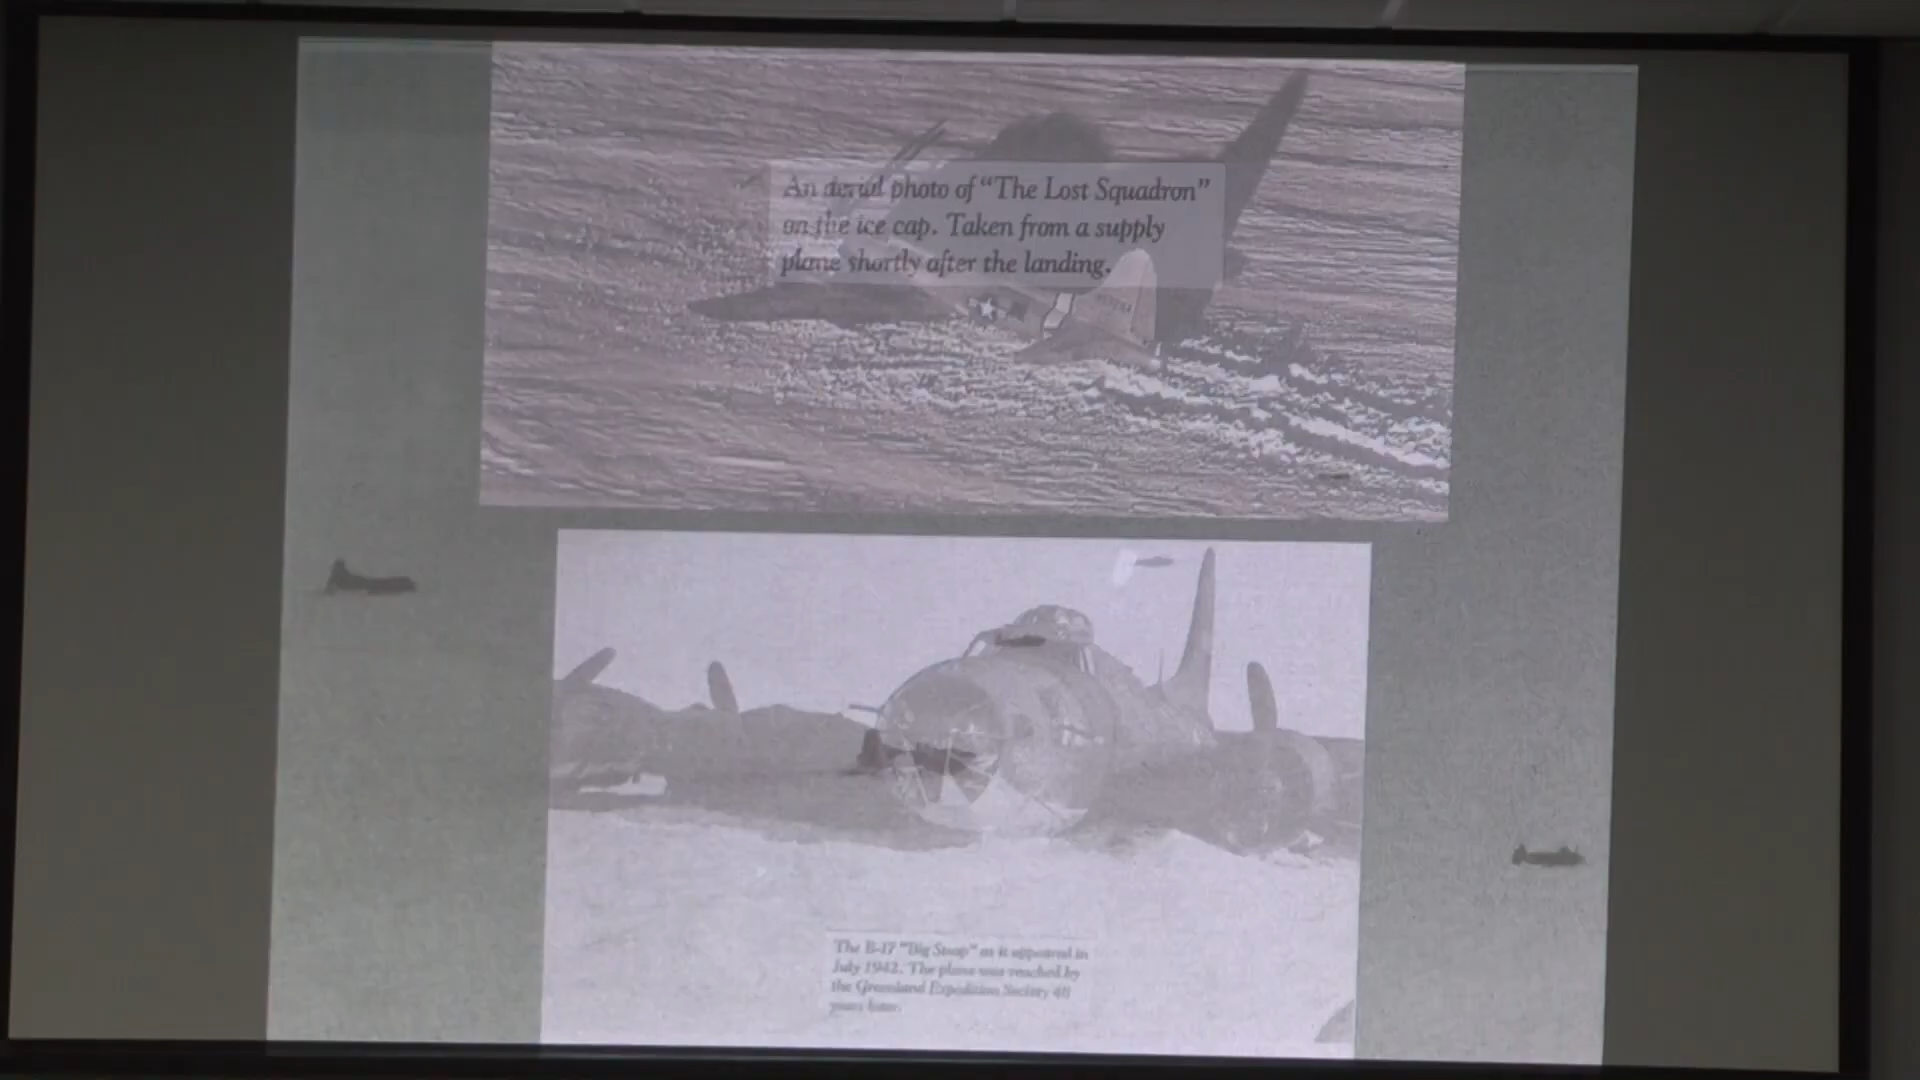 An aerial photo of “The Lost Squadron”
on the ice cap. Taken from a supply
plane shortly after the landing.
The B-17 "Big Stoop" as it appeared in
July 1942. The plane was reached by
the Greenland Expedition Society 48
years later.